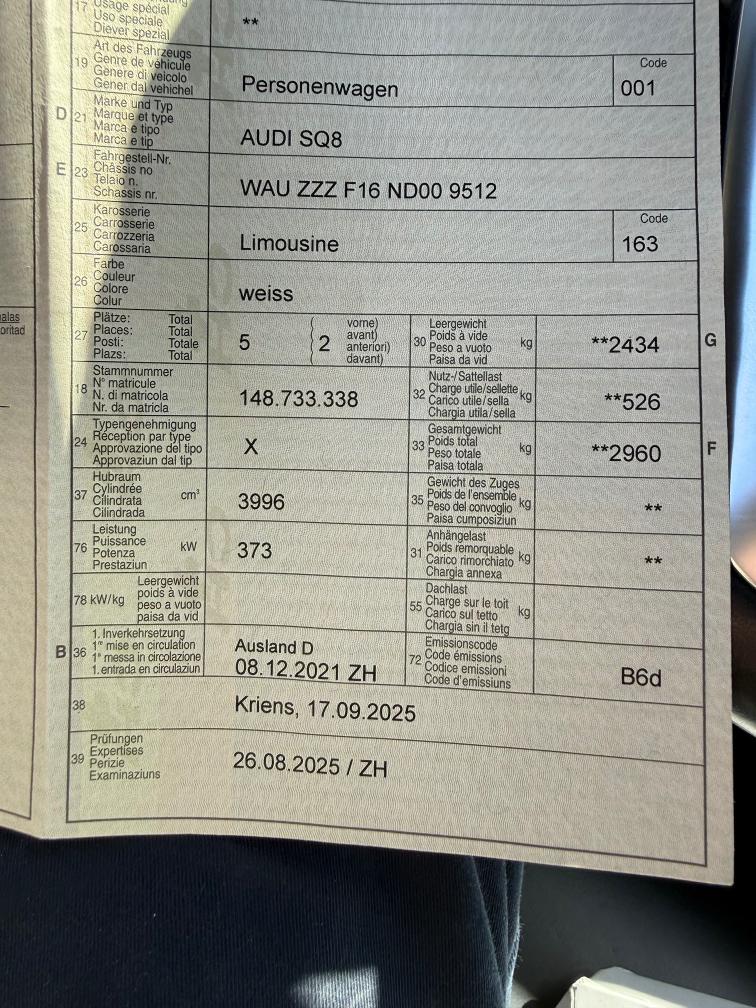 17 Usage spécial
Uso speciale
Diever spezial
**
19 Art des Fahrzeugs
Genre de véhicule
Genere di veicolo
Gener dal vehichel
Personenwagen
Code
001
D 21 Marke und Typ
Marque et type
Marca e tipo
Marca e tip
AUDI SQ8
E 23 Fahrgestell-Nr.
Châssis no
Telaio n.
Schassis nr.
WAU ZZZ F16 ND00 9512
25 Karosserie
Carrosserie
Carrozzeria
Carossaria
Limousine
Code
163
26 Farbe
Couleur
Colore
Colur
weiss
27 Plätze: Total
Places: Total
Posti: Totale
Plazs: Total
5
( 2 vorne)
avant)
anteriori)
davant)
30 Leergewicht
Poids à vide
Peso a vuoto
Paisa da vid
kg
**2434
G
18 Stammnummer
N° matricule
N. di matricola
Nr. da matricla
148.733.338
32 Nutz-/Sattellast
Charge utile/sellette
Carico utile/sella
Chargia utila/sella
kg
**526
24 Typengenehmigung
Réception par type
Approvazione del tipo
Approvaziun dal tip
X
33 Gesamtgewicht
Poids total
Peso totale
Paisa totala
kg
**2960
F
37 Hubraum
Cylindrée
Cilindrata
Cilindrada
cm³
3996
35 Gewicht des Zuges
Poids de l'ensemble
Peso del convoglio
Paisa cumposiziun
kg
**
76 Leistung
Puissance
Potenza
Prestaziun
kW
373
31 Anhängelast
Poids remorquable
Carico rimorchiato
Chargia annexa
kg
**
78 kW/kg Leergewicht
poids à vide
peso a vuoto
paisa da vid
55 Dachlast
Charge sur le toit
Carico sul tetto
Chargia sin il tetg
kg
B 36 1. Inverkehrsetzung
1re mise en circulation
1a messa in circolazione
1. entrada en circulaziun
Ausland D
08.12.2021 ZH
72 Emissionscode
Code émissions
Codice emissioni
Code d'emissiuns
B6d
38
Kriens, 17.09.2025
39 Prüfungen
Expertises
Perizie
Examinaziuns
26.08.2025 / ZH